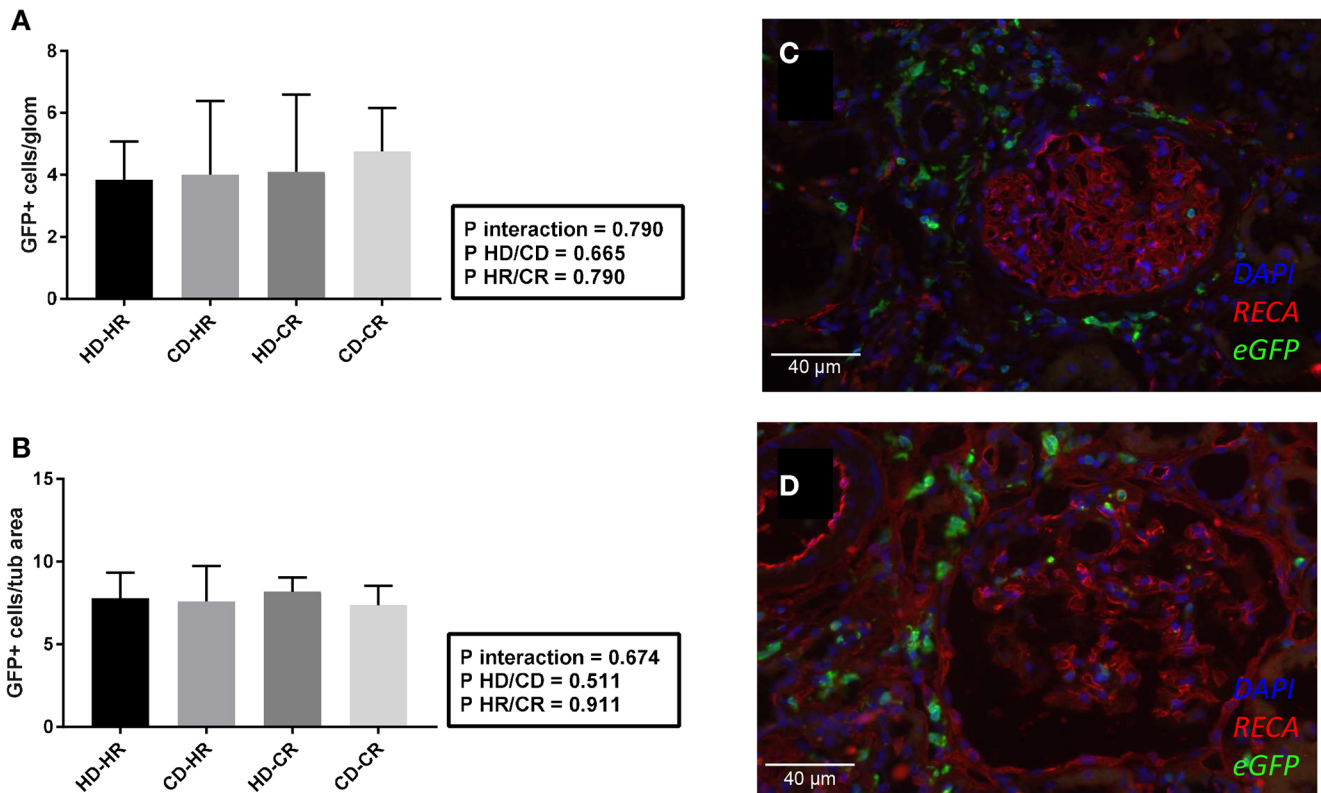 A
8
6
4
2
0
GFP+ cells/glom
HD-HR
CD-HR
HD-CR
CD-CR
P interaction = 0.790
P HD/CD = 0.665
P HR/CR = 0.790
B
15
10
5
0
GFP+ cells/tub area
HD-HR
CD-HR
HD-CR
CD-CR
P interaction = 0.674
P HD/CD = 0.511
P HR/CR = 0.911
C
DAPI
RECA
eGFP
40 µm
D
DAPI
RECA
eGFP
40 µm